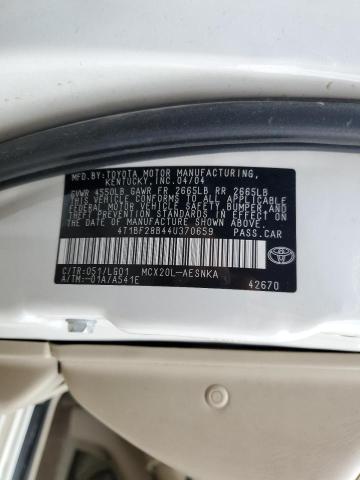 MFD.BY:TOYOTA MOTOR MANUFACTURING,
KENTUCKY,INC.04/04
GVWR 4550LB GAWR FR 2665LB RR 2665LB
THIS VEHICLE CONFORMS TO ALL APPLICABLE
FEDERAL MOTOR VEHICLE SAFETY, BUMPER, AND
THEFT PREVENTION STANDARDS IN EFFECT ON
THE DATE OF MANUFACTURE SHOWN ABOVE.
4T1BF28B44U370659 PASS.CAR
C/TR:051/LG01 MCX20L-AESNKA
A/TM:-01A/A541E 42670